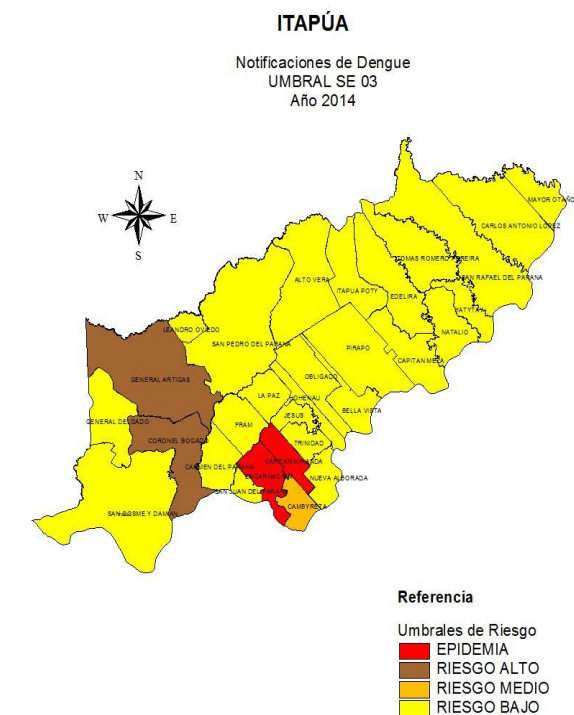 ITAPÚA
Notificaciones de Dengue
UMBRAL SE 03
Año 2014
N
W E
S
MAYOR OTAÑO
CARLOS ANTONIO LOPEZ
TOMAS ROMERO PEREIRA
SAN RAFAEL DEL PARANA
ALTO VERA
ITAPUA POTY
EDELIRA
YATYTAY
NATALIO
LEANDRO OVIEDO
SAN PEDRO DEL PARANA
PIRAPO
CAPITAN MEZA
GENERAL ARTIGAS
OBLIGADO
LA PAZ
HOHENAU
BELLA VISTA
JESUS
GENERAL DELGADO
FRAM
CORONEL BOGADO
TRINIDAD
CARMEN DEL PARANA
CAPITAN MIRANDA
ENCARNACION
NUEVA ALBORADA
SAN JUAN DEL PARANA
CAMBYRETA
SAN COSME Y DAMIAN
Referencia
Umbrales de Riesgo
EPIDEMIA
RIESGO ALTO
RIESGO MEDIO
RIESGO BAJO